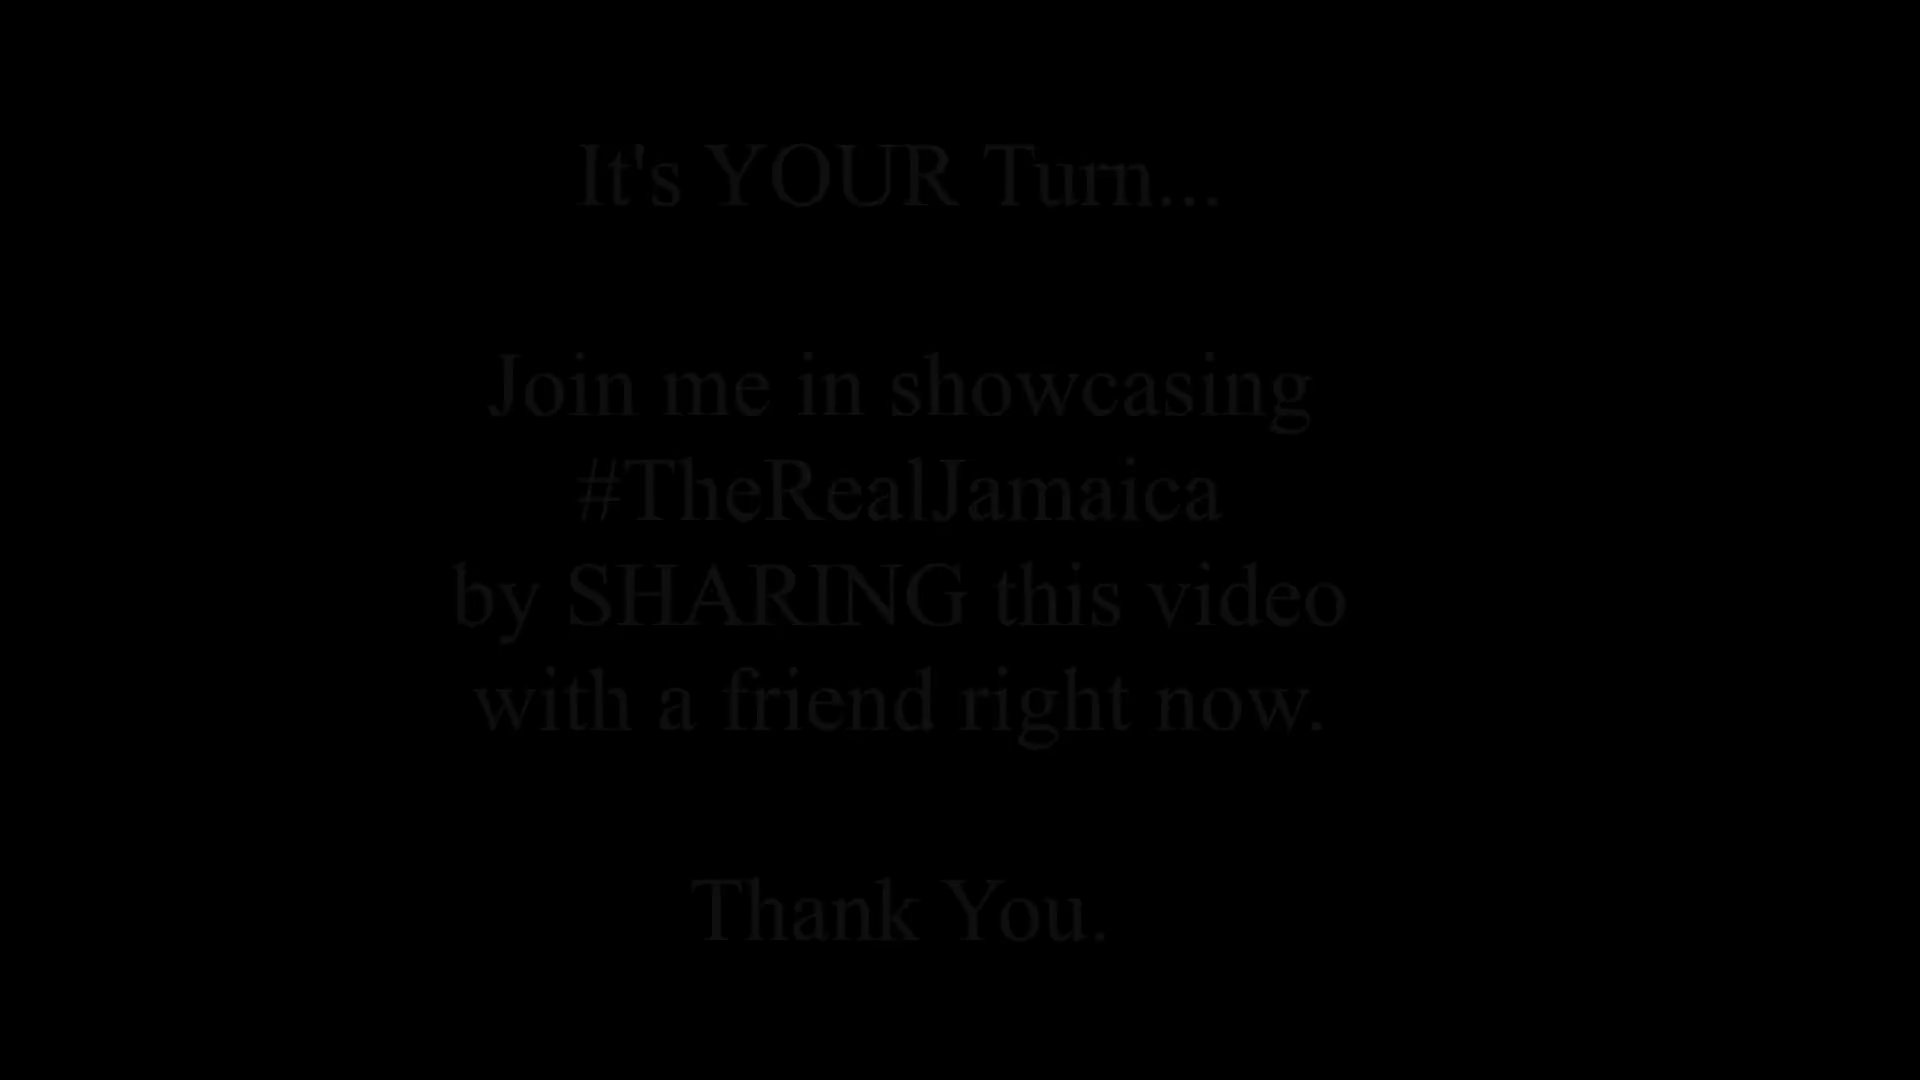 It's YOUR Turn...
Join me in showcasing
#TheRealJamaica
by SHARING this video
with a friend right now.
Thank You.